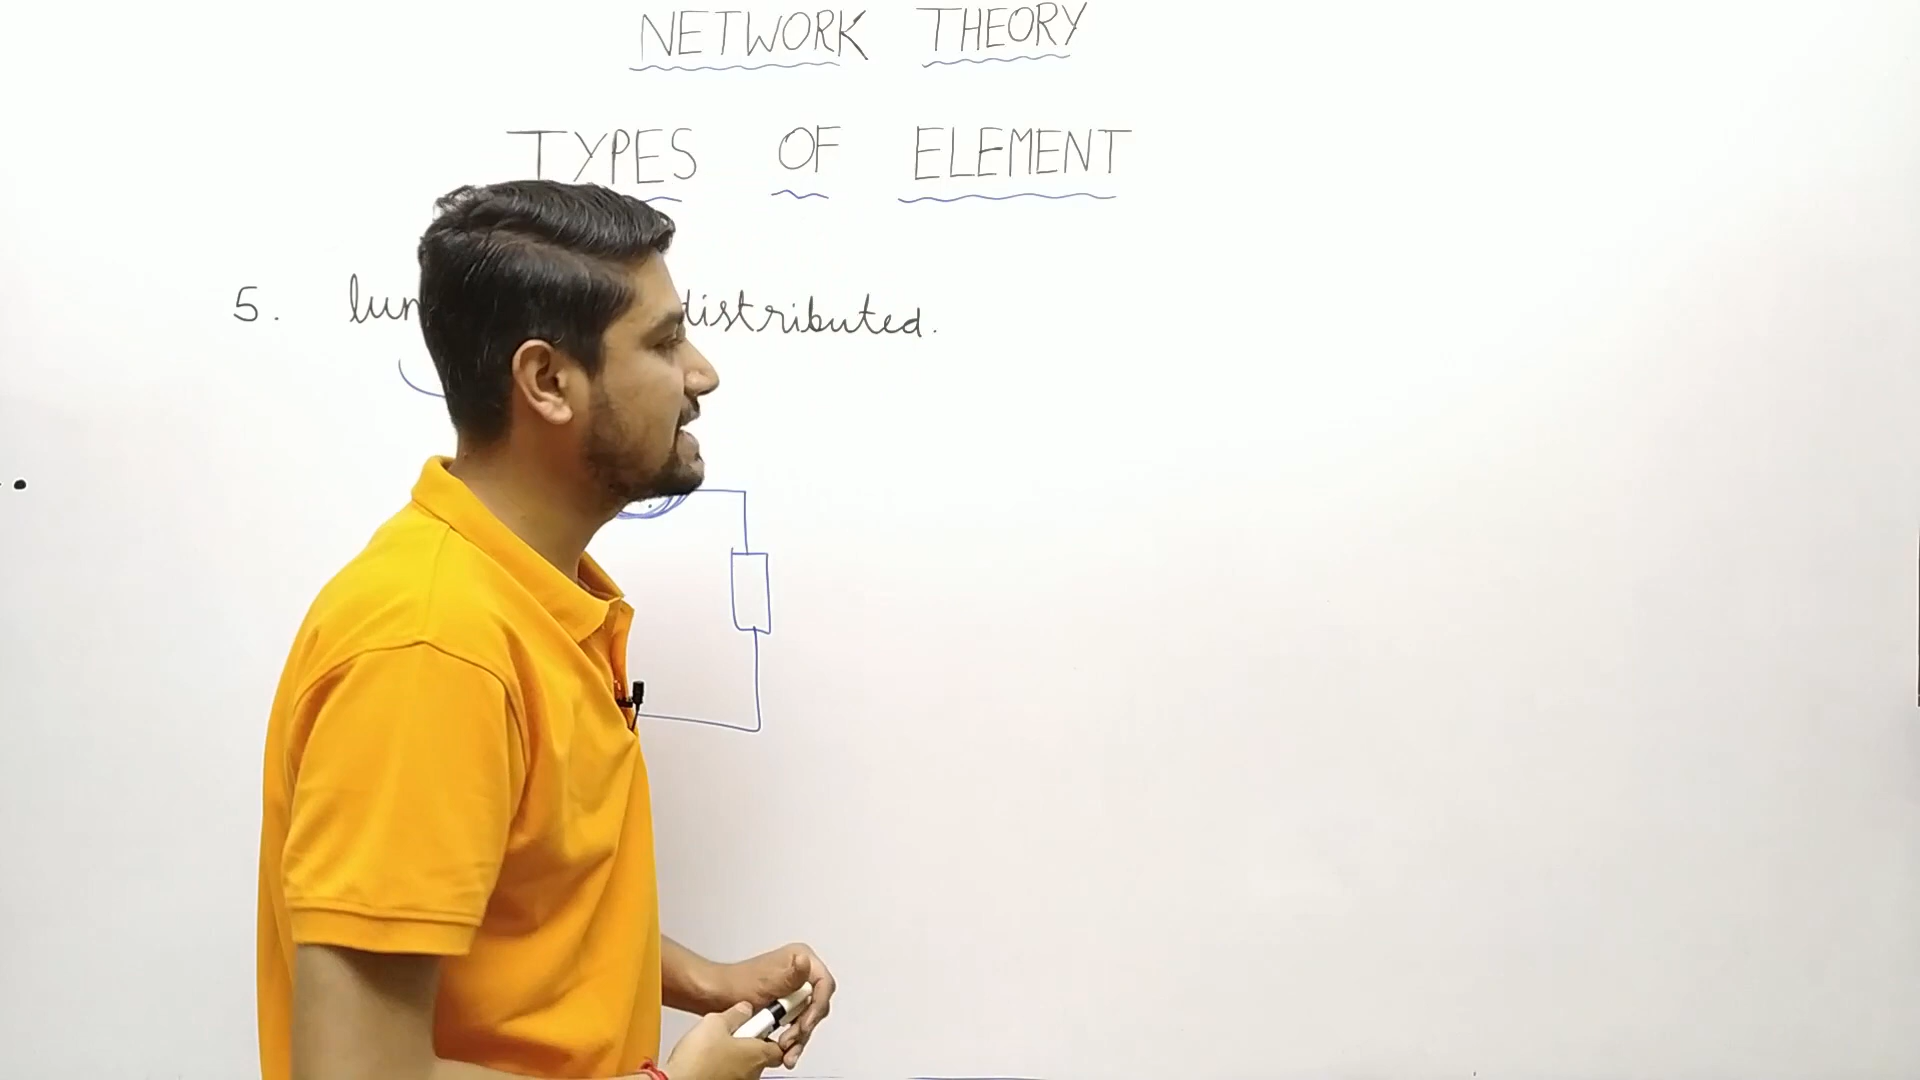 NETWORK THEORY
TYPES OF ELEMENT
5. distributed.